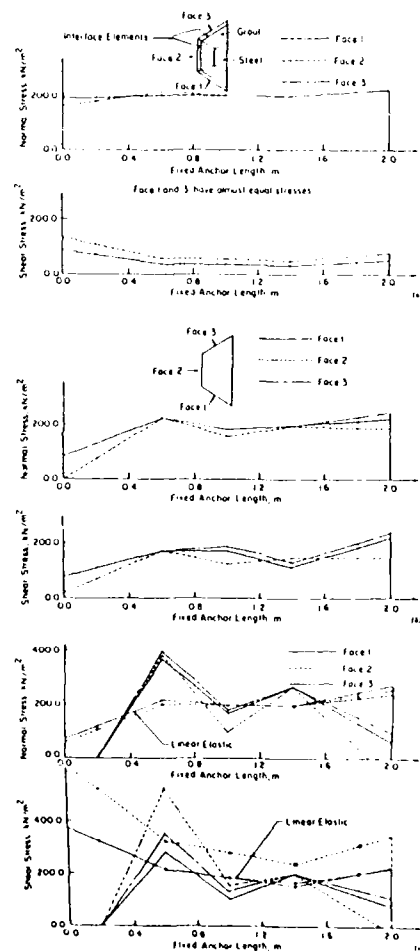 Face 3
Interface Elements
Grout
Face 2
Steel
Face 1
Face 1
Face 2
Face 3
Normal Stress, kN/m²
200.0
0.0
0.0 0.4 0.8 1.2 1.6 2.0
Fixed Anchor Length, m
Face 1 and 3 have almost equal stresses
Shear Stress, kN/m²
200.0
0.0
0.0 0.4 0.8 1.2 1.6 2.0
Fixed Anchor Length, m
Face 3
Face 2
Face 1
Face 1
Face 2
Face 3
Normal Stress, kN/m²
200.0
0.0
0.0 0.4 0.8 1.2 1.6 2.0
Fixed Anchor Length, m
Shear Stress, kN/m²
200.0
0.0
0.0 0.4 0.8 1.2 1.6 2.0
Fixed Anchor Length, m
Face 1
Face 2
Face 3
Normal Stress, kN/m²
400.0
200.0
0.0
Linear Elastic
0.0 0.4 0.8 1.2 1.6 2.0
Fixed Anchor Length, m
Shear Stress, kN/m²
400.0
200.0
0.0
Linear Elastic
0.0 0.4 0.8 1.2 1.6 2.0
Fixed Anchor Length, m